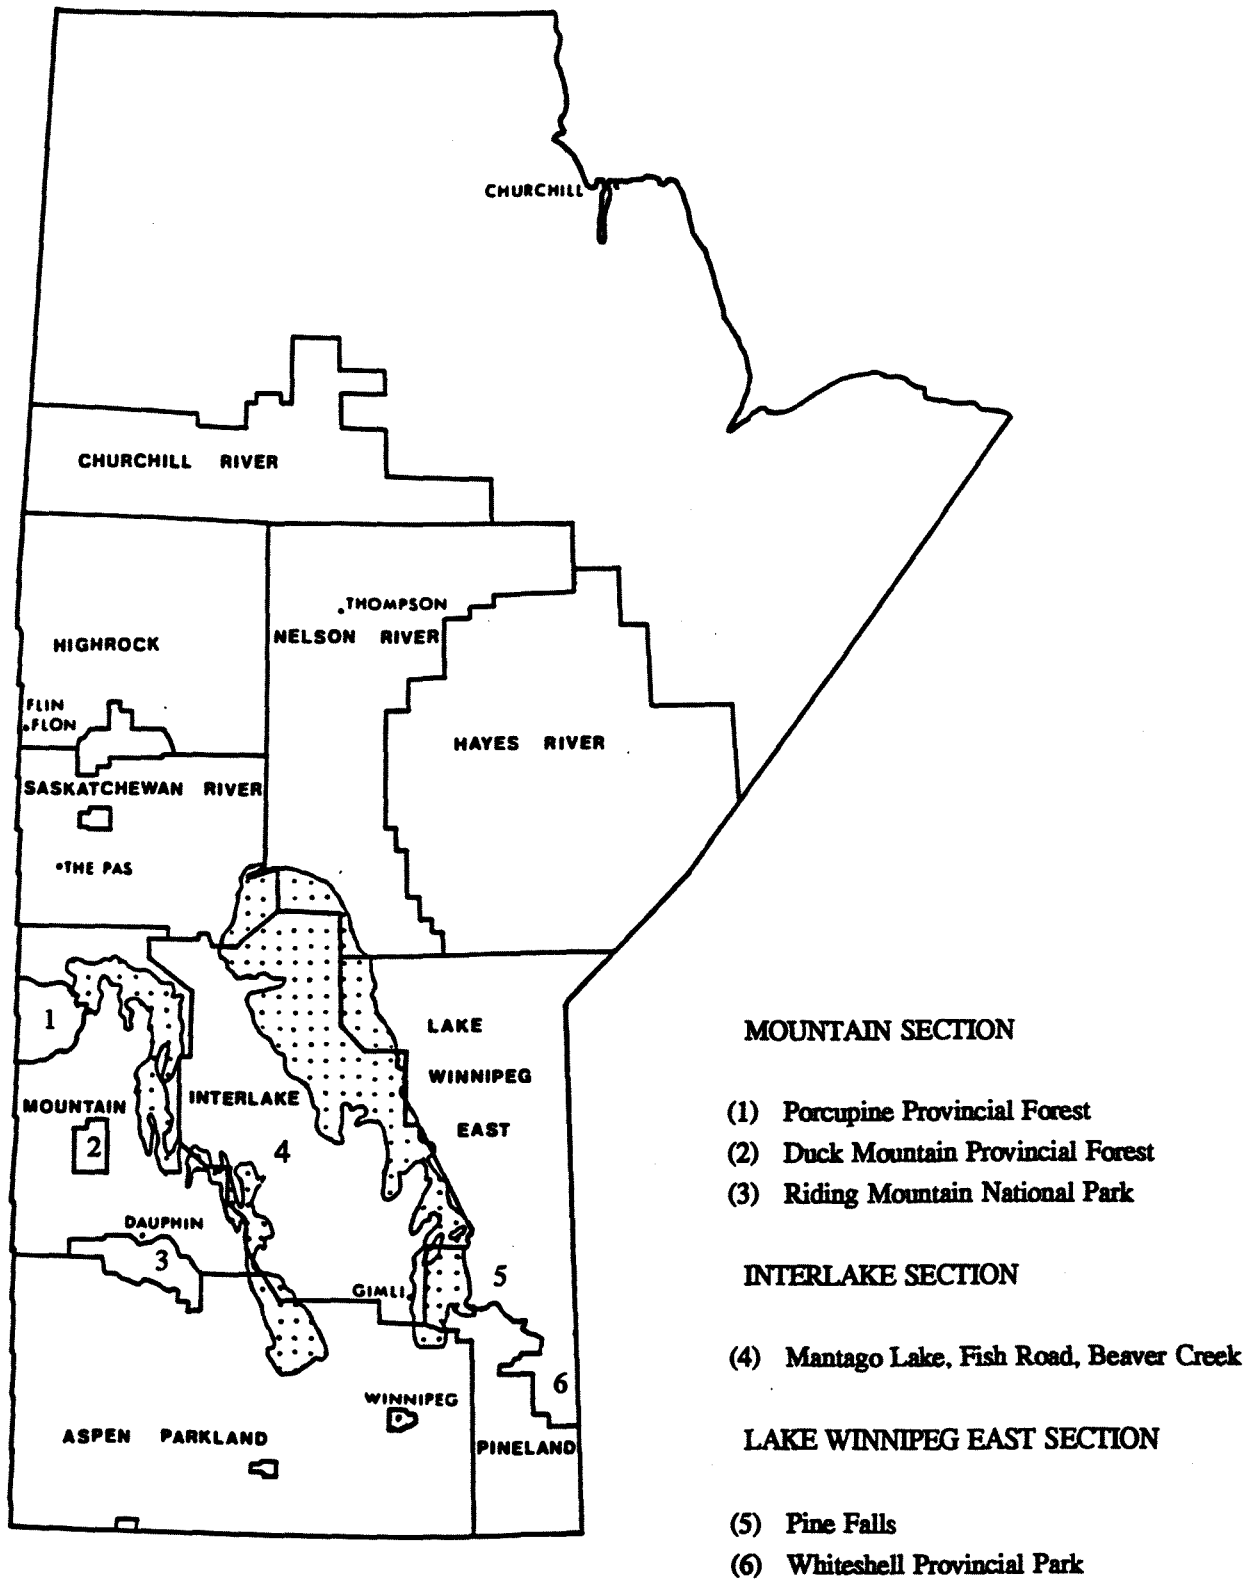 CHURCHILL
CHURCHILL RIVER
THOMPSON
NELSON RIVER
HIGHROCK
FLIN
FLON
HAYES RIVER
SASKATCHEWAN RIVER
THE PAS
1
LAKE
WINNIPEG
EAST
INTERLAKE
MOUNTAIN
2
4
DAUPHIN
3
GIMLI
5
6
WINNIPEG
ASPEN PARKLAND
PINELAND
MOUNTAIN SECTION
(1) Porcupine Provincial Forest
(2) Duck Mountain Provincial Forest
(3) Riding Mountain National Park
INTERLAKE SECTION
(4) Mantago Lake, Fish Road, Beaver Creek
LAKE WINNIPEG EAST SECTION
(5) Pine Falls
(6) Whiteshell Provincial Park